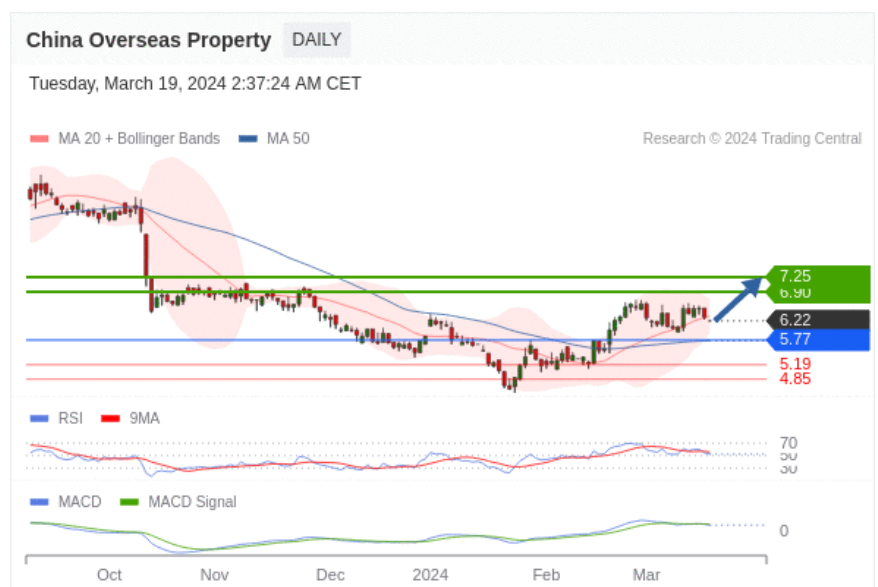 China Overseas Property DAILY
Tuesday, March 19, 2024 2:37:24 AM CET
MA 20 + Bollinger Bands MA 50 Research © 2024 Trading Central
7.25
6.90
6.22
5.77
5.19
4.85
RSI 9MA
70
50
30
MACD MACD Signal
0
Oct Nov Dec 2024 Feb Mar